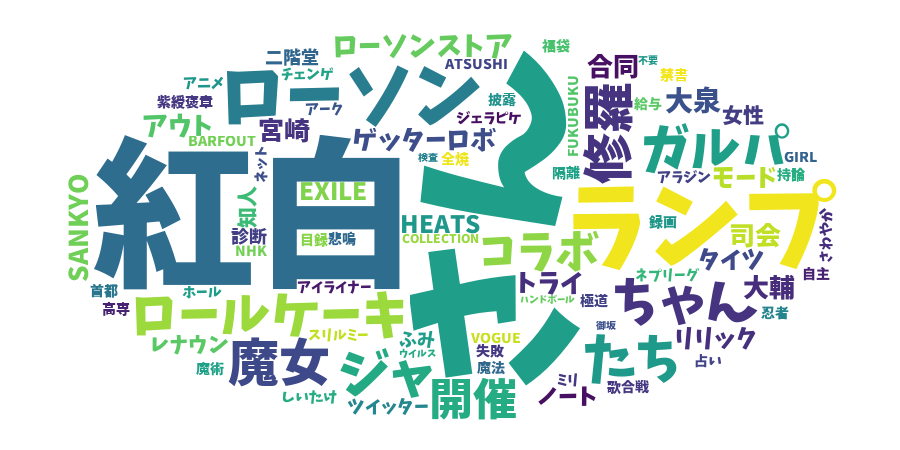 ローソンストア
福袋
二階堂
ATSUSHI
合同
不要
アニメ
チェンゲ
禁書
紫綬褒章
ローソン
アーク
披露
修羅
給与
大泉
女性
アウト
宮崎
ジェラピケ
FUKUBUKU
BARFOUT
ゲッターロボ
ガルパ
GIRL
ネット
検査
全焼
隔離
アラジン
モード
持論
SANKYO
紅白
EXILE
ヤン
ランプ
知人
HEATS
録画
司会
さわやか
診断
NHK
目録
悲鳴
COLLECTION
コラボ
タイツ
首都
ホール
アイライナー
トライ
ネプリーグ
自主
高専
ロールケーキ
ハンドボール
極道
ちゃん
大輔
忍者
レナウン
スリルミー
ふみ
VOGUE
御坂
リリック
魔術
魔女
ジャ
ウイルス
失敗
魔法
たち
占い
しいたけ
ツイッター
開催
ミリ
ノート
歌合戦